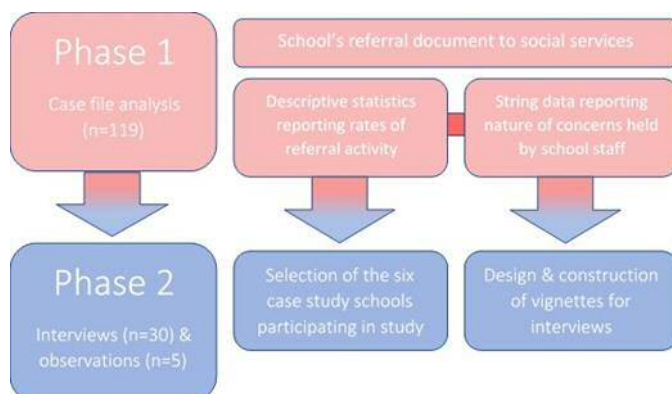 Phase 1
Case file analysis
(n=119)
School's referral document to social services
Descriptive statistics
reporting rates of
referral activity
String data reporting
nature of concerns held
by school staff
Phase 2
Interviews (n=30) &
observations (n=5)
Selection of the six
case study schools
participating in study
Design & construction
of vignettes for
interviews